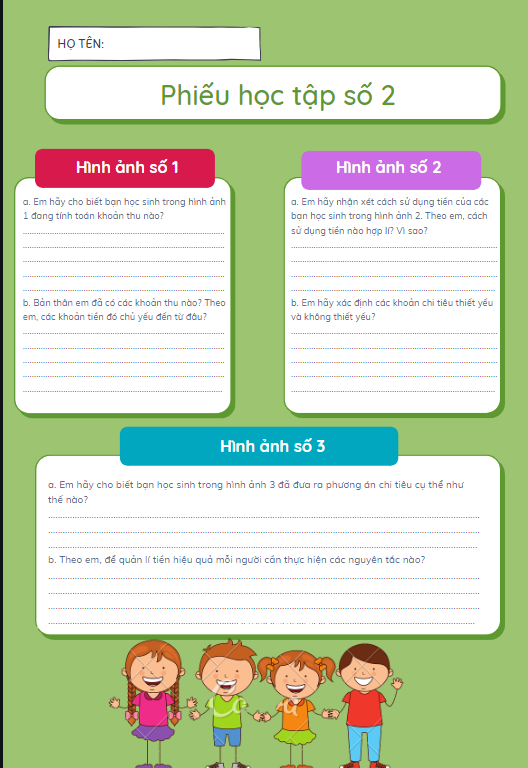 HỌ TÊN:
Phiếu học tập số 2
Hình ảnh số 1
a. Em hãy cho biết bạn học sinh trong hình ảnh
1 đang tính toán khoản thu nào?
b. Bản thân em đã có các khoản thu nào? Theo
em, các khoản tiền đó chủ yếu đến từ đâu?
Hình ảnh số 2
a. Em hãy nhận xét cách sử dụng tiền của các
bạn học sinh trong hình ảnh 2. Theo em, cách
sử dụng tiền nào hợp lí? Vì sao?
b. Em hãy xác định các khoản chi tiêu thiết yếu
và không thiết yếu?
Hình ảnh số 3
a. Em hãy cho biết bạn học sinh trong hình ảnh 3 đã đưa ra phương án chi tiêu cụ thể như
thế nào?
b. Theo em, để quản lí tiền hiệu quả mỗi người cần thực hiện các nguyên tắc nào?